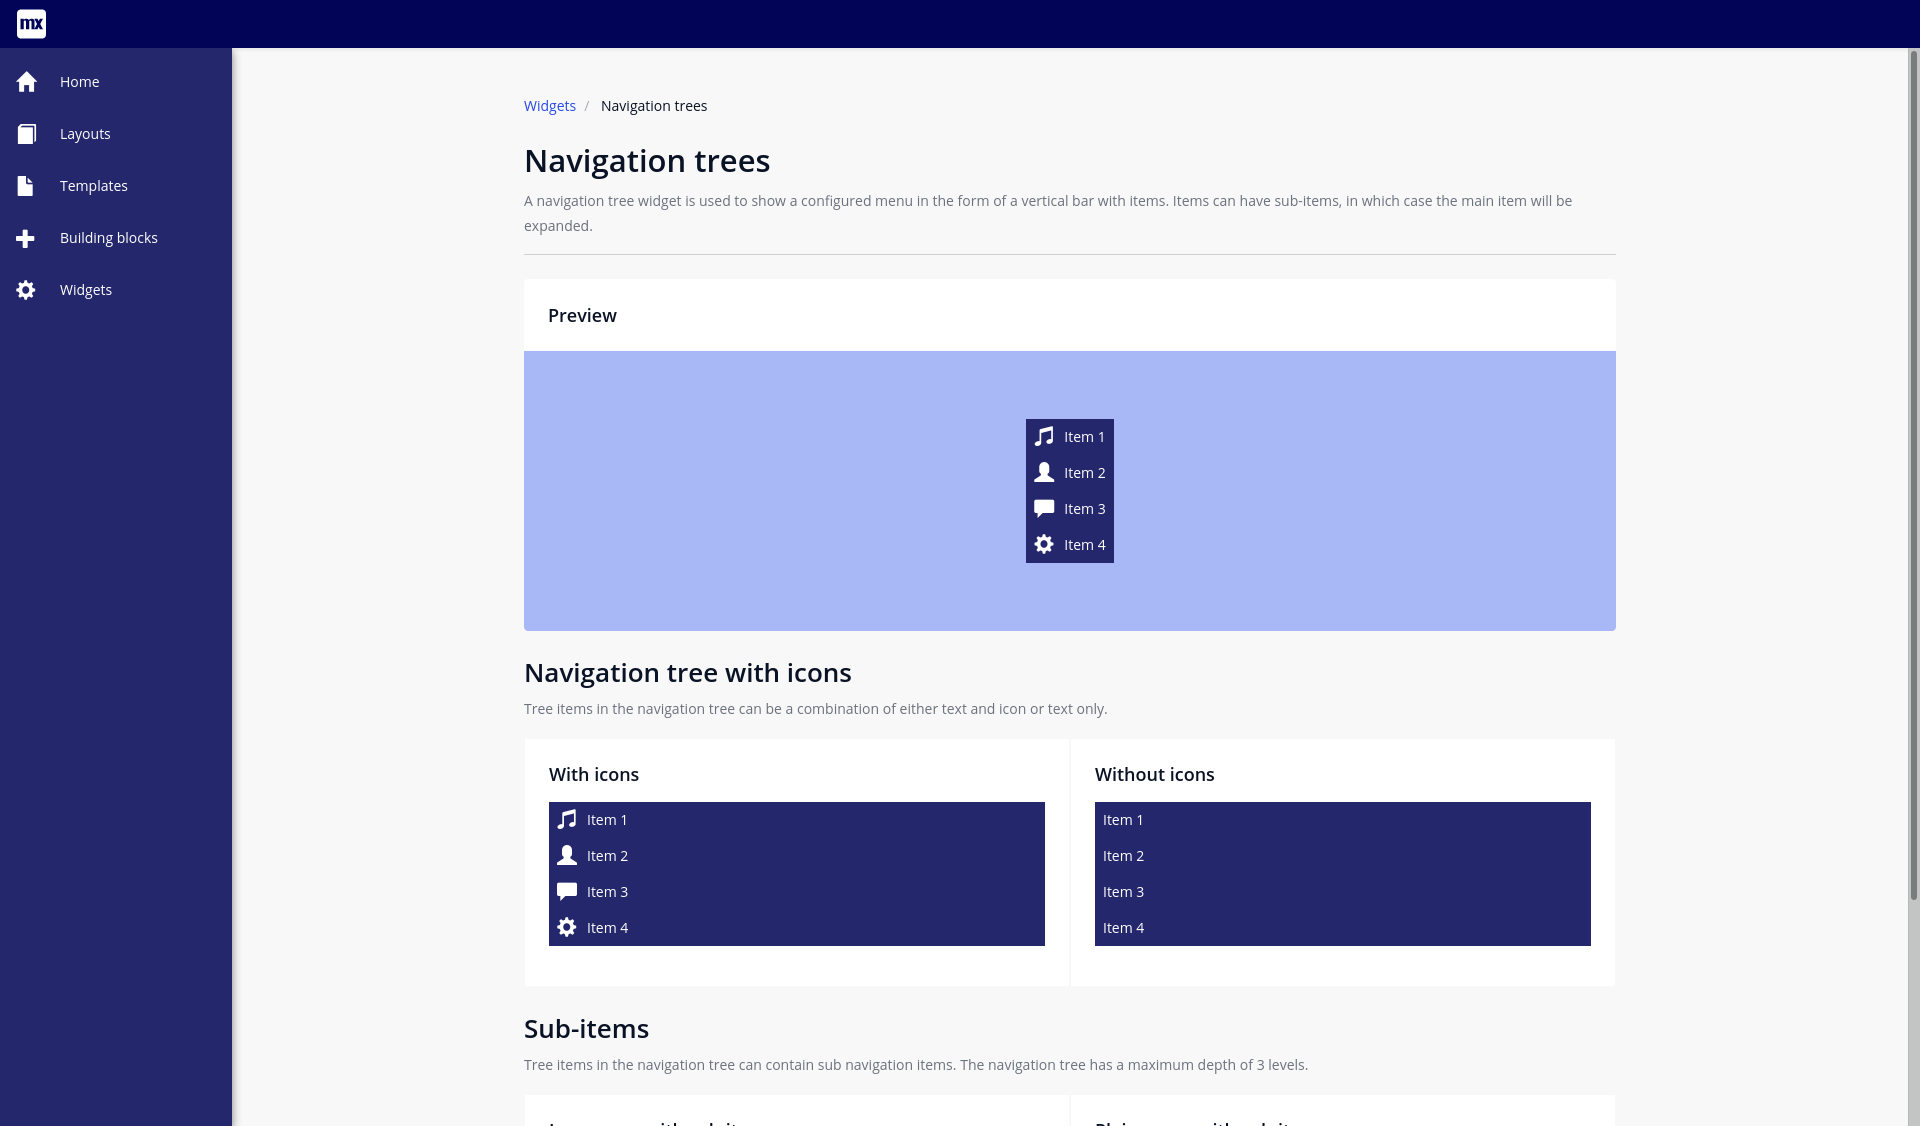 mx
Home
Layouts
Templates
Building blocks
Widgets
Widgets / Navigation trees
Navigation trees
A navigation tree widget is used to show a configured menu in the form of a vertical bar with items. Items can have sub-items, in which case the main item will be
expanded.
Preview
Item 1
Item 2
Item 3
Item 4
Navigation tree with icons
Tree items in the navigation tree can be a combination of either text and icon or text only.
With icons
Item 1
Item 2
Item 3
Item 4
Without icons
Item 1
Item 2
Item 3
Item 4
Sub-items
Tree items in the navigation tree can contain sub navigation items. The navigation tree has a maximum depth of 3 levels.